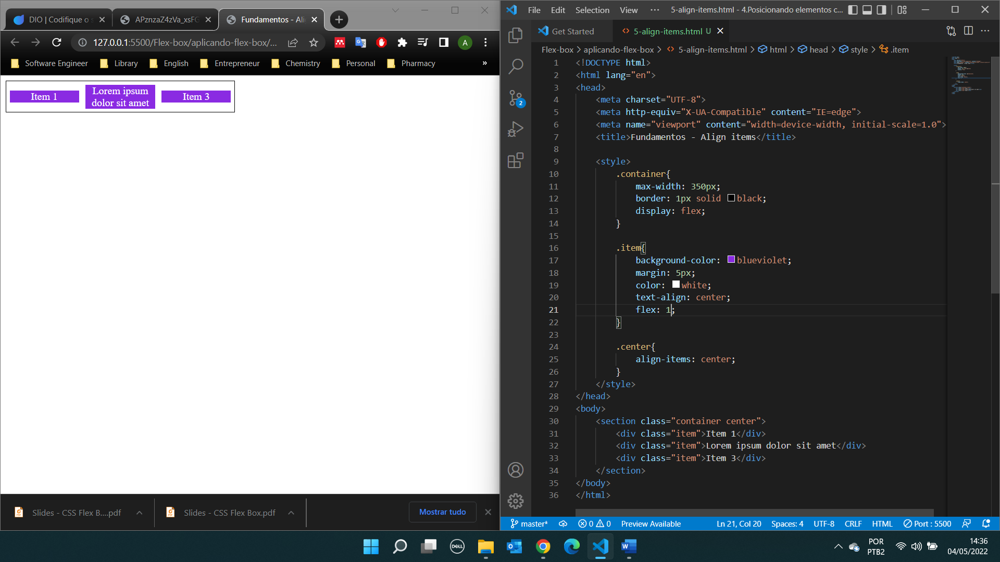 DIO | Codifique o s
APznzaZ4zVa_xsFG
Fundamentos - Ali
127.0.0.1:5500/Flex-box/aplicando-flex-box/...
A
Software Engineer
Library
English
Entrepreneur
Chemistry
Personal
Pharmacy
»
Item 1
Lorem ipsum
dolor sit amet
Item 3
Slides - CSS Flex B....pdf
Slides - CSS Flex Box.pdf
Mostrar tudo
File Edit Selection View ··· 5-align-items.html - 4.Posicionando elementos c...
Get Started
5-align-items.html U
Flex-box > aplicando-flex-box > 5-align-items.html > html > head > style > .item
2
1 <!DOCTYPE html>
2 <html lang="en">
3 <head>
4 <meta charset="UTF-8">
5 <meta http-equiv="X-UA-Compatible" content="IE=edge">
6 <meta name="viewport" content="width=device-width, initial-scale=1.0">
7 <title>Fundamentos - Align items</title>
8
9 <style>
10 .container{
11 max-width: 350px;
12 border: 1px solid black;
13 display: flex;
14 }
15
16 .item{
17 background-color: blueviolet;
18 margin: 5px;
19 color: white;
20 text-align: center;
21 flex: 1;
22 }
23
24 .center{
25 align-items: center;
26 }
27 </style>
28 </head>
29 <body>
30 <section class="container center">
31 <div class="item">Item 1</div>
32 <div class="item">Lorem ipsum dolor sit amet</div>
33 <div class="item">Item 3</div>
34 </section>
35 </body>
36 </html>
master* 0 0 Preview Available Ln 21, Col 20 Spaces: 4 UTF-8 CRLF HTML Port : 5500
DELL
POR
PTB2
14:36
04/05/2022